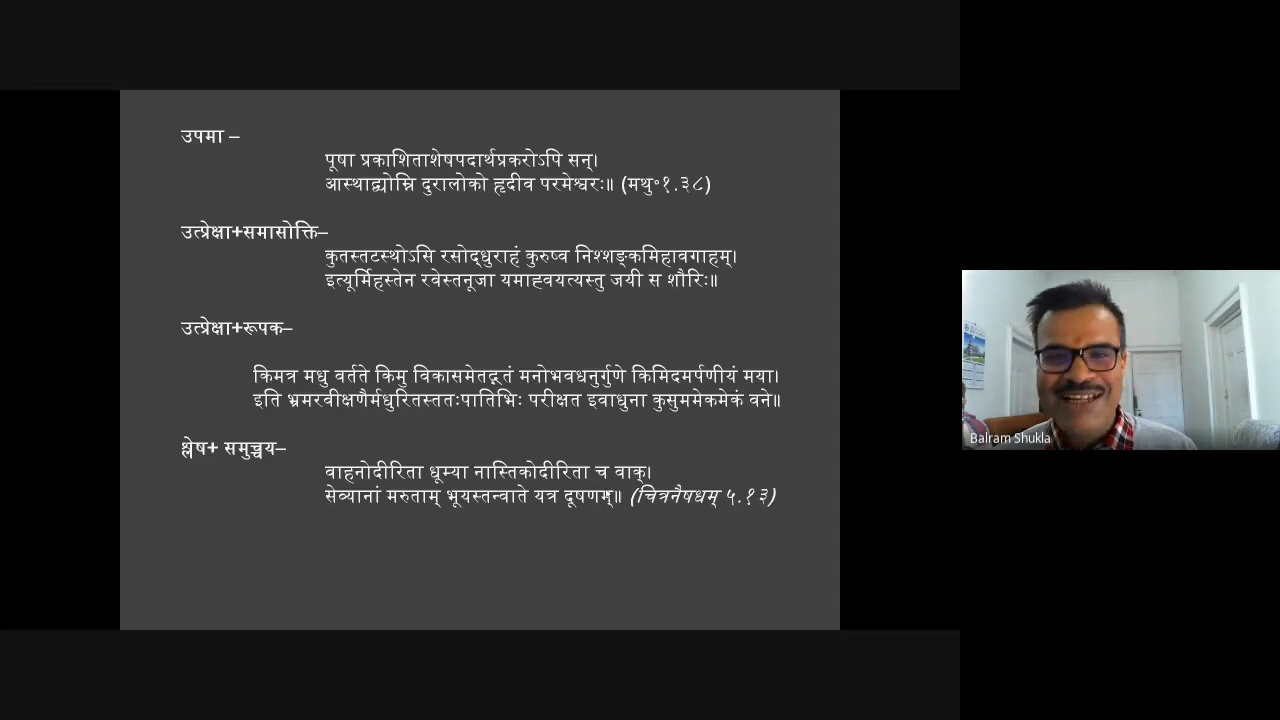 उपमा –
पूषा प्रकाशिताशेषपदार्थप्रकरोऽपि सन्।
आस्थाद्व्योम्नि दुरालोको हृदीव परमेश्वरः॥ (मथु॰१.३८)
उत्प्रेक्षा+समासोक्ति–
कुतस्तटस्थोऽसि रसोद्धुराहं कुरुष्व निश्शङ्कमिहावगाहम्।
इत्यूर्मिहस्तेन रवेस्तनूजा यमाह्वयत्यस्तु जयी स शौरिः॥
उत्प्रेक्षा+रूपक–
किमत्र मधु वर्तते किमु विकासमेतद्गतं मनोभवधनुर्गुणे किमिदमर्पणीयं मया।
इति भ्रमरवीक्षणैर्मधुरितस्ततःपातिभिः परीक्षत इवाधुना कुसुममेकमेकं वने॥
श्लेष+ समुच्चय–
वाहनोदीरिता धूम्या नास्तिकोदीरिता च वाक्।
सेव्यानां मरुताम् भूयस्तन्वाते यत्र दूषणम्॥ (चित्रनैषधम् ५.१३)
Balram Shukla